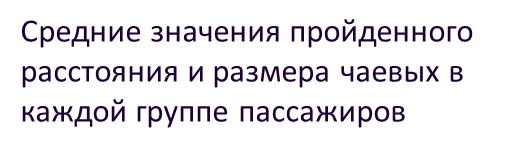 Средние значения пройденного
расстояния и размера чаевых в
каждой группе пассажиров